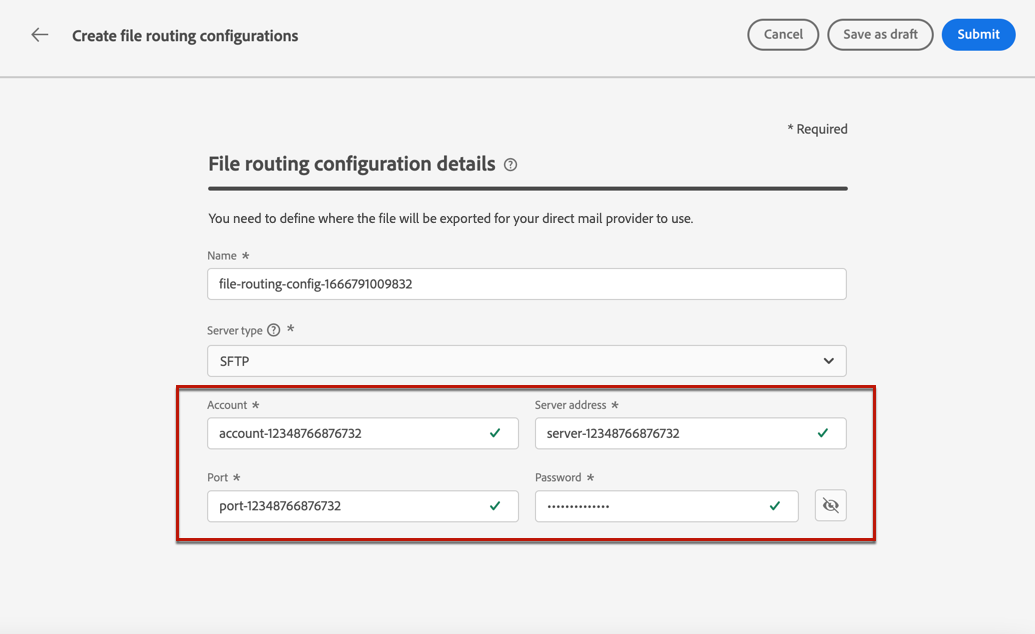 Create file routing configurations
Cancel
Save as draft
Submit
* Required
File routing configuration details
You need to define where the file will be exported for your direct mail provider to use.
Name *
file-routing-config-1666791009832
Server type *
SFTP
Account *
Server address *
account-12348766876732
server-12348766876732
Port *
Password *
port-12348766876732
••••••••••••••